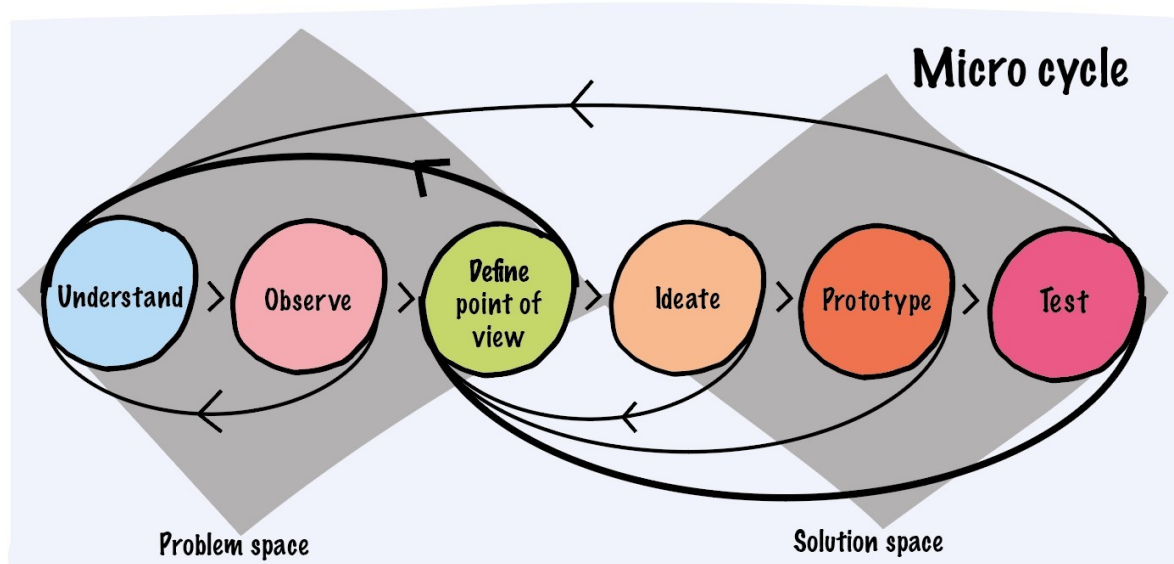 Micro cycle
Understand
Observe
Define
point of
view
Ideate
Prototype
Test
Problem space
Solution space